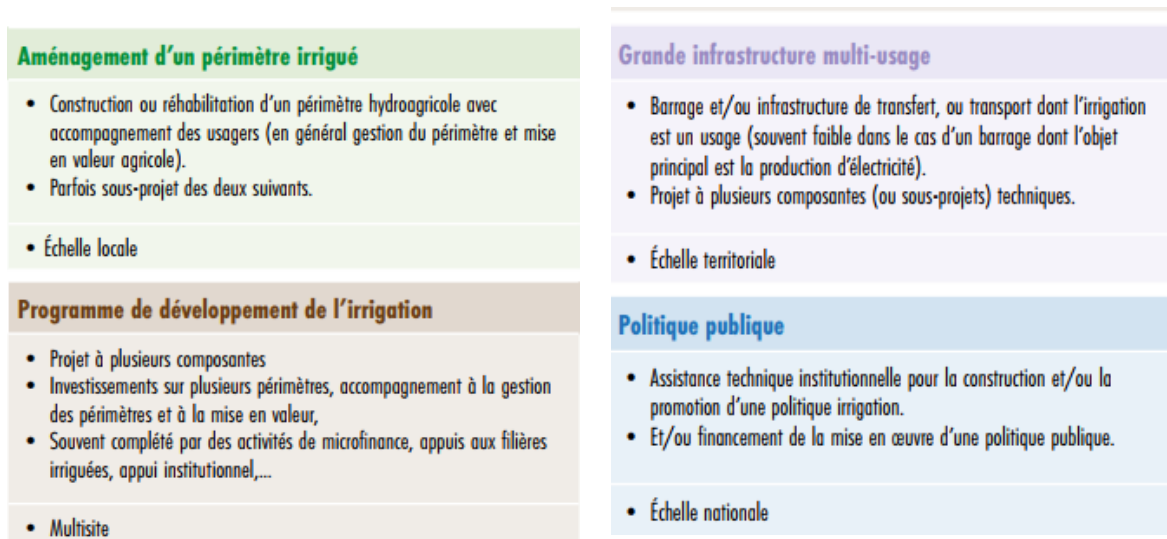 Aménagement d'un périmètre irrigué
• Construction ou réhabilitation d'un périmètre hydroagricole avec
accompagnement des usagers (en général gestion du périmètre et mise
en valeur agricole).
• Parfois sous-projet des deux suivants.
• Échelle locale
Programme de développement de l'irrigation
• Projet à plusieurs composantes
• Investissements sur plusieurs périmètres, accompagnement à la gestion
des périmètres et à la mise en valeur,
• Souvent complété par des activités de microfinance, appuis aux filières
irriguées, appui institutionnel,...
• Multisite
Grande infrastructure multi-usage
• Barrage et/ou infrastructure de transfert, ou transport dont l'irrigation
est un usage (souvent faible dans le cas d'un barrage dont l'objet
principal est la production d'électricité).
• Projet à plusieurs composantes (ou sous-projets) techniques.
• Échelle territoriale
Politique publique
• Assistance technique institutionnelle pour la construction et/ou la
promotion d'une politique irrigation.
• Et/ou financement de la mise en œuvre d'une politique publique.
• Échelle nationale